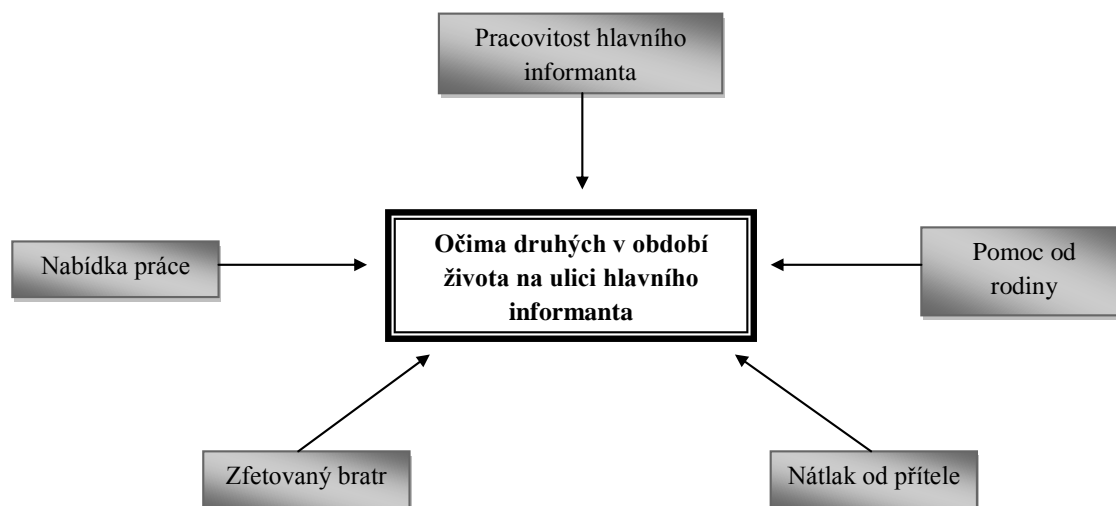 Pracovitost hlavního
informanta
Nabídka práce
Očima druhých v období
života na ulici hlavního
informanta
Pomoc od
rodiny
Zfetovaný bratr
Nátlak od přítele